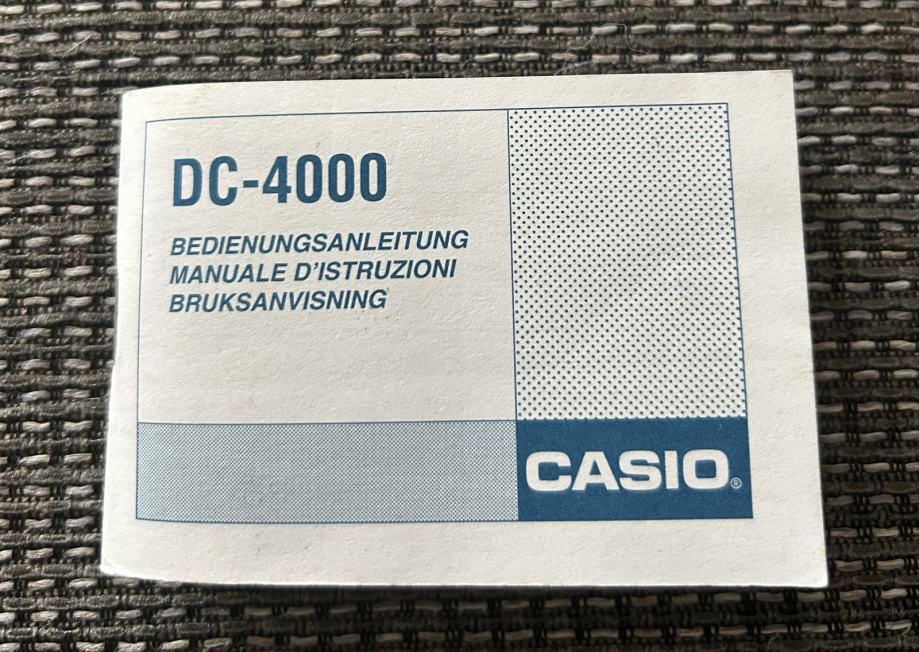 DC-4000
BEDIENUNGSANLEITUNG
MANUALE D'ISTRUZIONI
BRUKSANVISNING
CASIO®